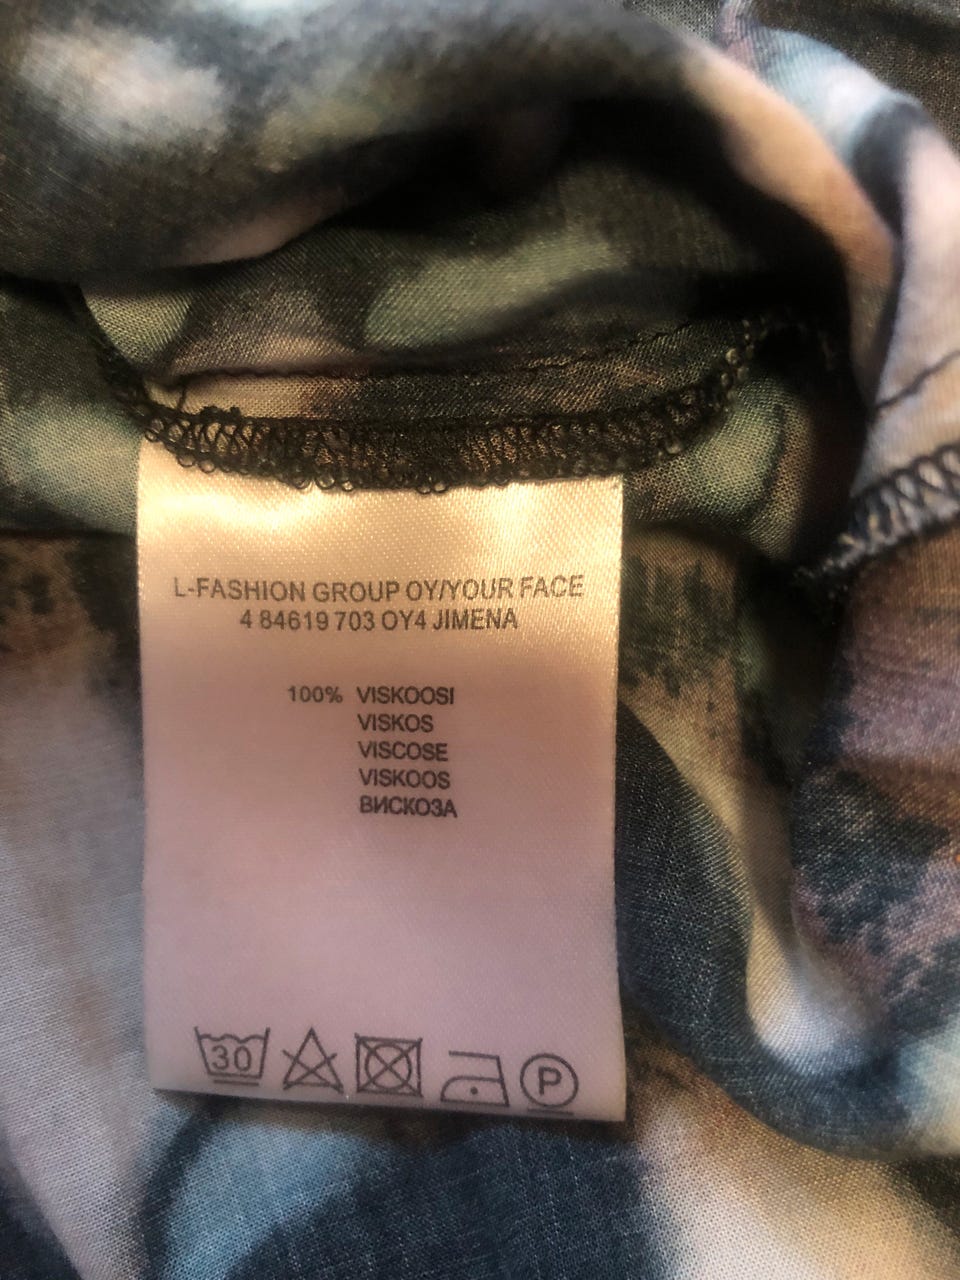 L-FASHION GROUP OY/YOUR FACE
4 84619 703 OY4 JIMENA
100% VISKOOSI
VISKOS
VISCOSE
VISKOOS
ВИСКОЗА
30 P